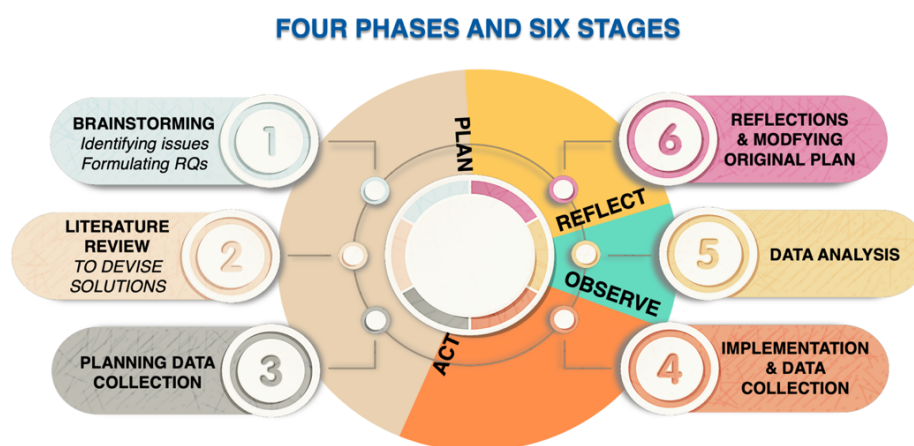 FOUR PHASES AND SIX STAGES
BRAINSTORMING
Identifying issues
Formulating RQs
1
LITERATURE
REVIEW
TO DEVISE
SOLUTIONS
2
PLANNING DATA
COLLECTION
3
PLAN
REFLECT
OBSERVE
ACT
6
REFLECTIONS
& MODFYING
ORIGINAL PLAN
5
DATA ANALYSIS
4
IMPLEMENTATION
& DATA
COLLECTION